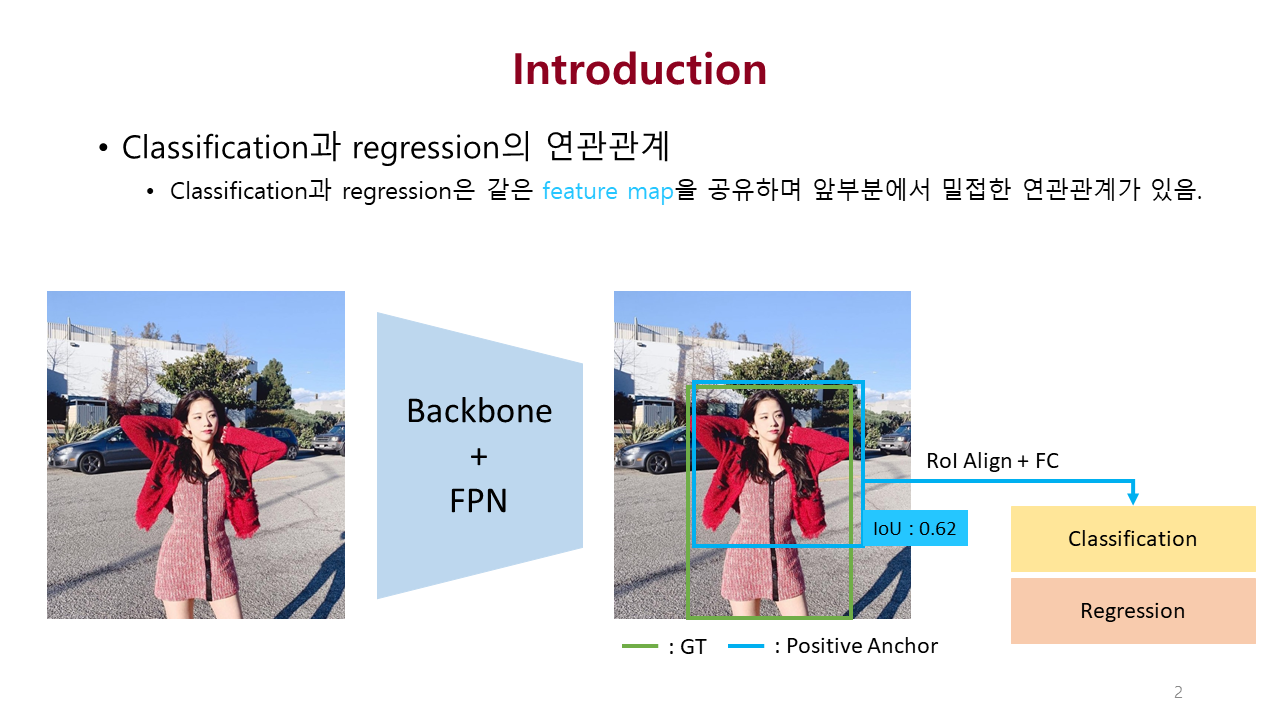 Introduction
• Classification과 regression의 연관관계
• Classification과 regression은 같은 feature map을 공유하며 앞부분에서 밀접한 연관관계가 있음.
Backbone
+
FPN
RoI Align + FC
IoU : 0.62
Classification
Regression
: GT
: Positive Anchor
2